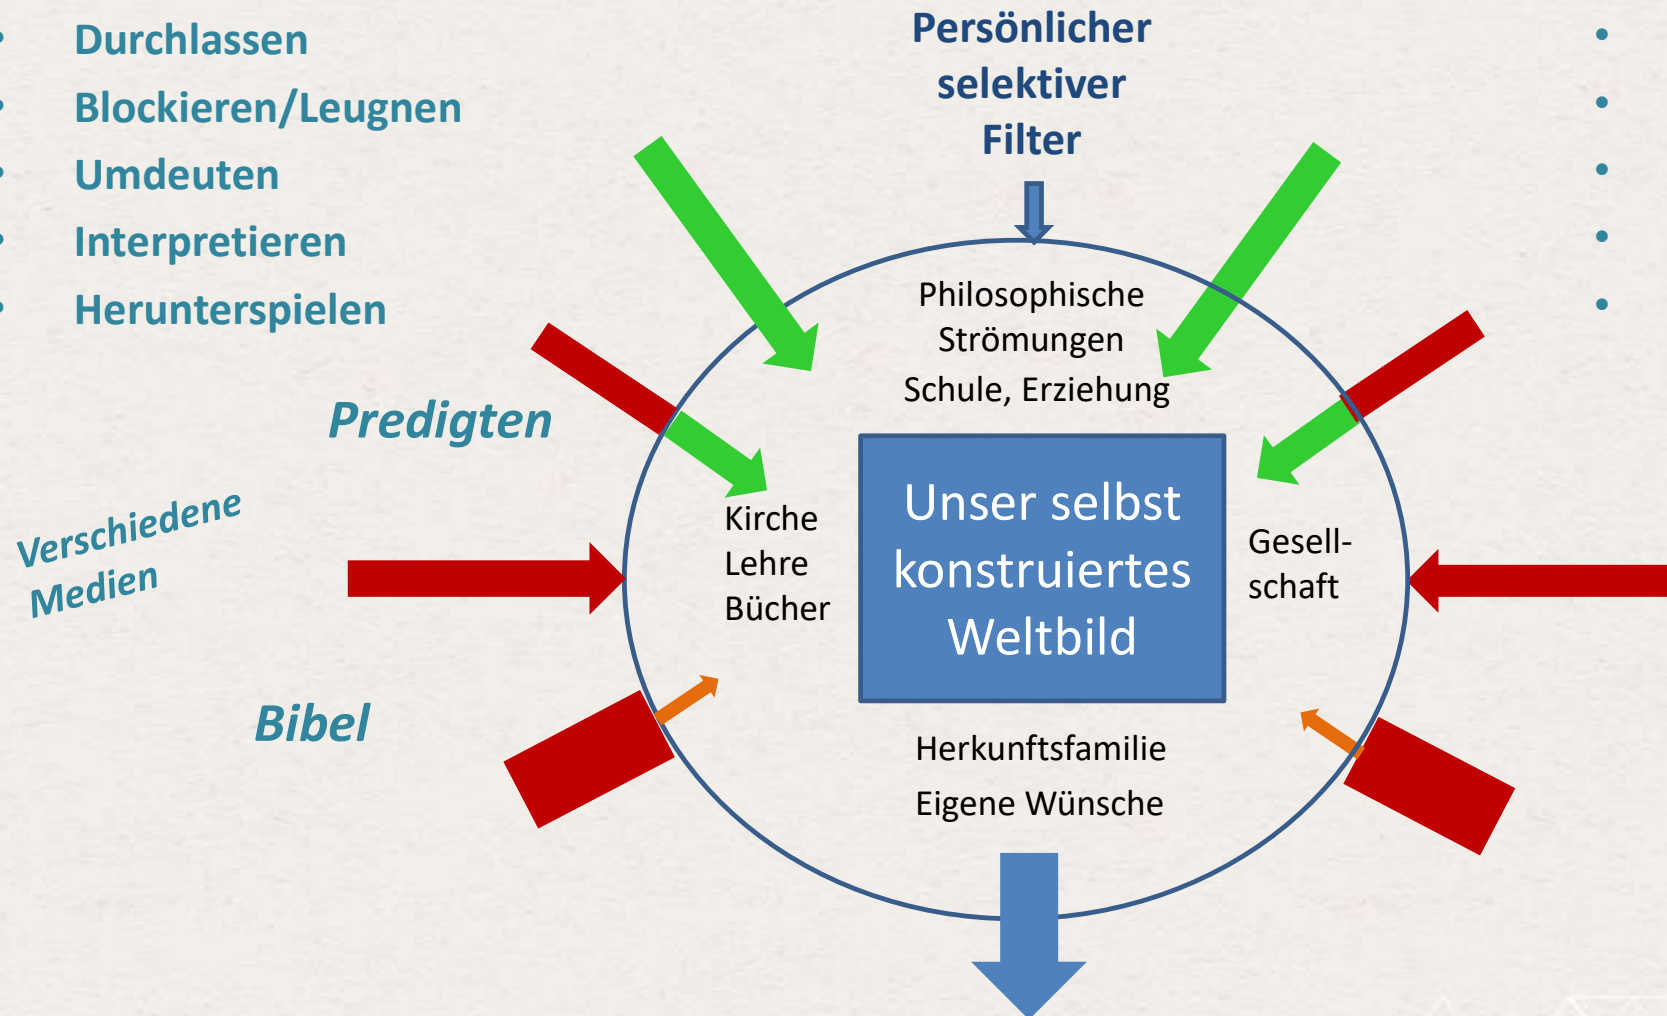 • Durchlassen
• Blockieren/Leugnen
• Umdeuten
• Interpretieren
• Herunterspielen
Persönlicher
selektiver
Filter
•
•
•
•
•
Philosophische
Strömungen
Schule, Erziehung
Predigten
Verschiedene
Medien
Bibel
Kirche
Lehre
Bücher
Unser selbst
konstruiertes
Weltbild
Gesell-
schaft
Herkunftsfamilie
Eigene Wünsche